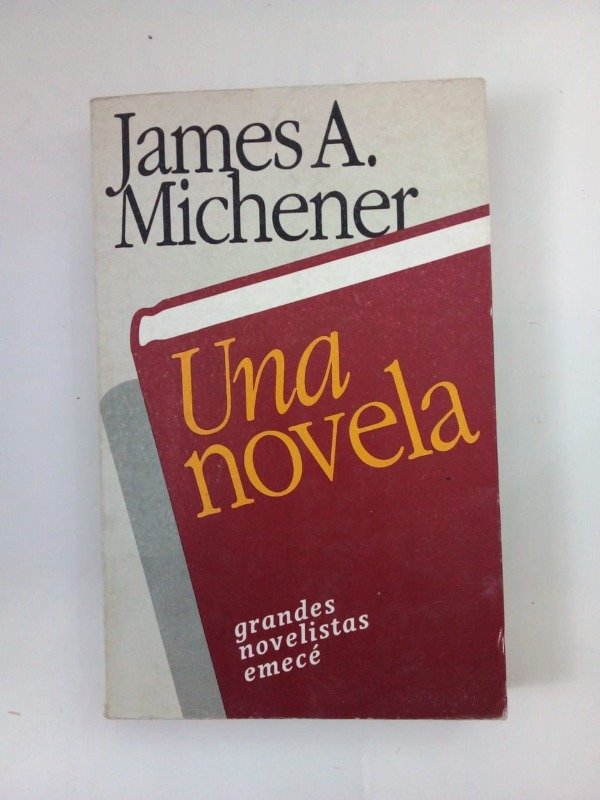 James A.
Michener
Una
novela
grandes
novelistas
emecé